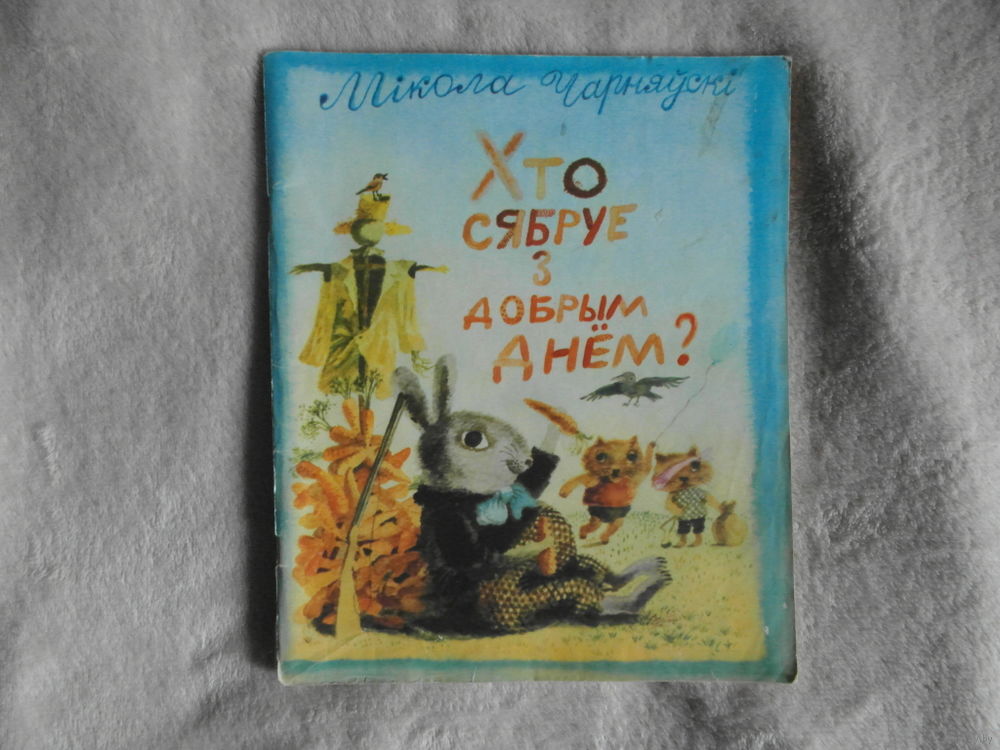 Мікола Чарняўскі
Хто
СЯБРУЕ
З
ДОБРЫМ
ДНЁМ?